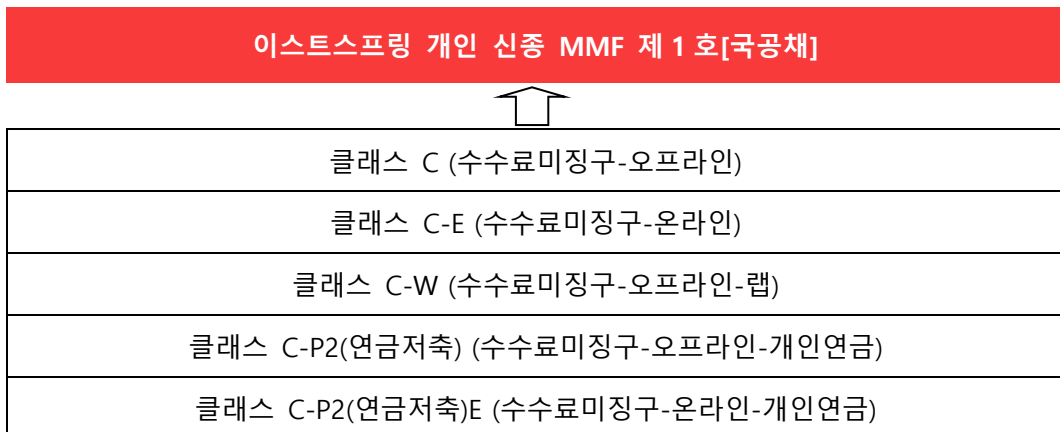 이스트스프링 개인 신종 MMF 제 1 호[국공채]
클래스 C (수수료미징구-오프라인)
클래스 C-E (수수료미징구-온라인)
클래스 C-W (수수료미징구-오프라인-랩)
클래스 C-P2(연금저축) (수수료미징구-오프라인-개인연금)
클래스 C-P2(연금저축)E (수수료미징구-온라인-개인연금)